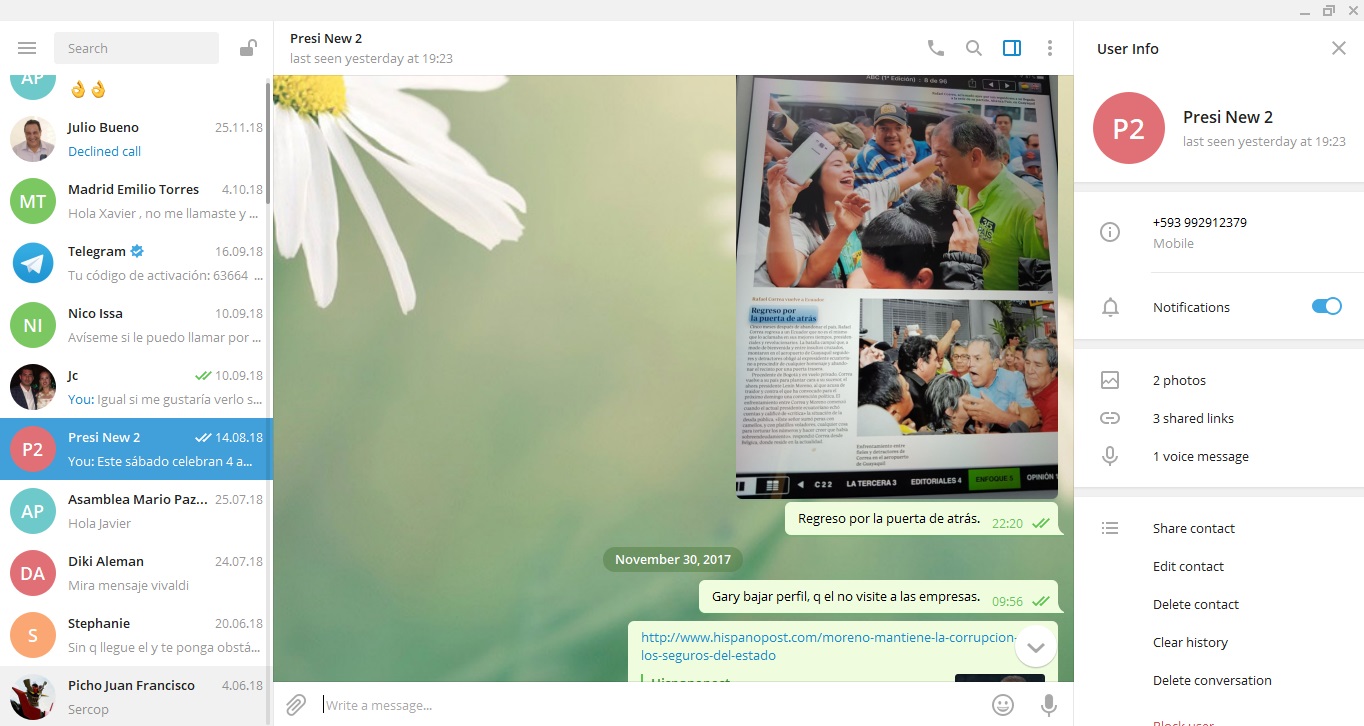 Search
AP
👌👌
Julio Bueno 25.11.18
Declined call
MT
Madrid Emilio Torres 4.10.18
Hola Xavier , no me llamaste y ...
Telegram 16.09.18
Tu código de activación: 63664 ...
NI
Nico Issa 10.09.18
Avíseme si le puedo llamar por ...
Jc 10.09.18
You: Igual si me gustaría verlo s...
P2
Presi New 2 14.08.18
You: Este sábado celebran 4 a...
AP
Asamblea Mario Paz... 25.07.18
Hola Javier
DA
Diki Aleman 24.07.18
Mira mensaje vivaldi
S
Stephanie 20.06.18
Sin q llegue el y te ponga obstá...
Picho Juan Francisco 4.06.18
Sercop
Presi New 2
last seen yesterday at 19:23
ABC (1ª Edición) : 8 de 96
Rafael Correa vuelve a Ecuador
Regreso por
la puerta de atrás
Enfrentamiento entre
fieles y detractores de
Correa en el aeropuerto
de Guayaquil
C 2 2
LA TERCERA 3
EDITORIALES 4
ENFOQUE 5
OPINIÓN
Regreso por la puerta de atrás. 22:20
November 30, 2017
Gary bajar perfil, q el no visite a las empresas. 09:56
http://www.hispanopost.com/moreno-mantiene-la-corrupcion-
los-seguros-del-estado
Hispanopost
Write a message...
User Info
P2
Presi New 2
last seen yesterday at 19:23
+593 992912379
Mobile
Notifications
2 photos
3 shared links
1 voice message
Share contact
Edit contact
Delete contact
Clear history
Delete conversation
Block user